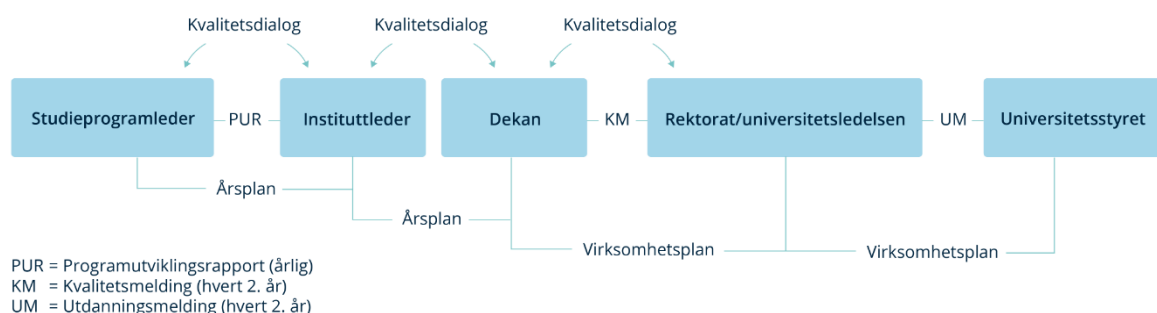 Kvalitetsdialog Kvalitetsdialog Kvalitetsdialog
Studieprogramleder PUR Instituttleder Dekan KM Rektorat/universitetsledelsen UM Universitetsstyret
Årsplan
Årsplan
Virksomhetsplan Virksomhetsplan
PUR = Programutviklingsrapport (årlig)
KM = Kvalitetsmelding (hvert 2. år)
UM = Utdanningsmelding (hvert 2. år)